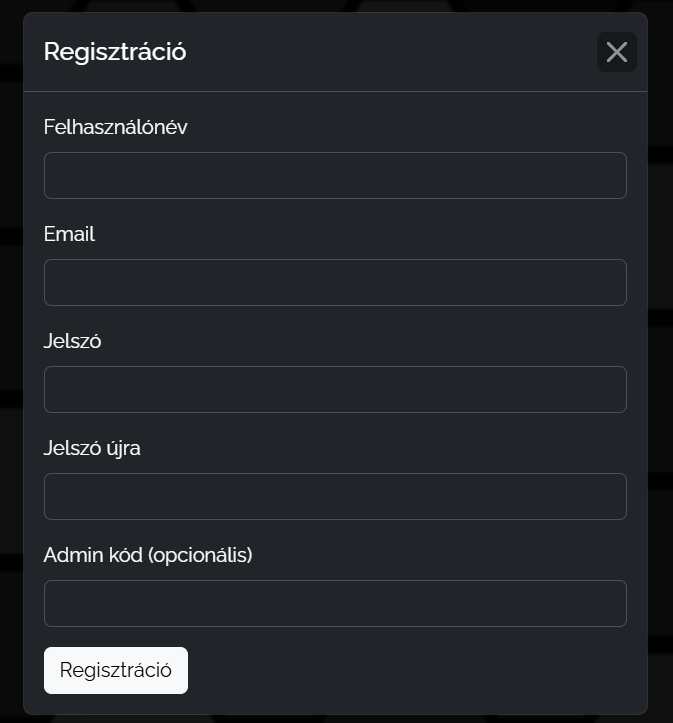 Regisztráció
Felhasználónév
Email
Jelszó
Jelszó újra
Admin kód (opcionális)
Regisztráció